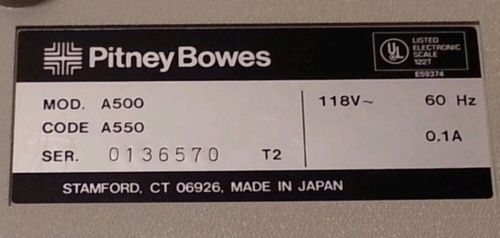 Pitney Bowes
UL
LISTED
ELECTRONIC
SCALE
122T
E59374
MOD. A500
CODE A550
SER. 0136570 T2
118V~ 60 Hz
0.1A
STAMFORD, CT 06926, MADE IN JAPAN